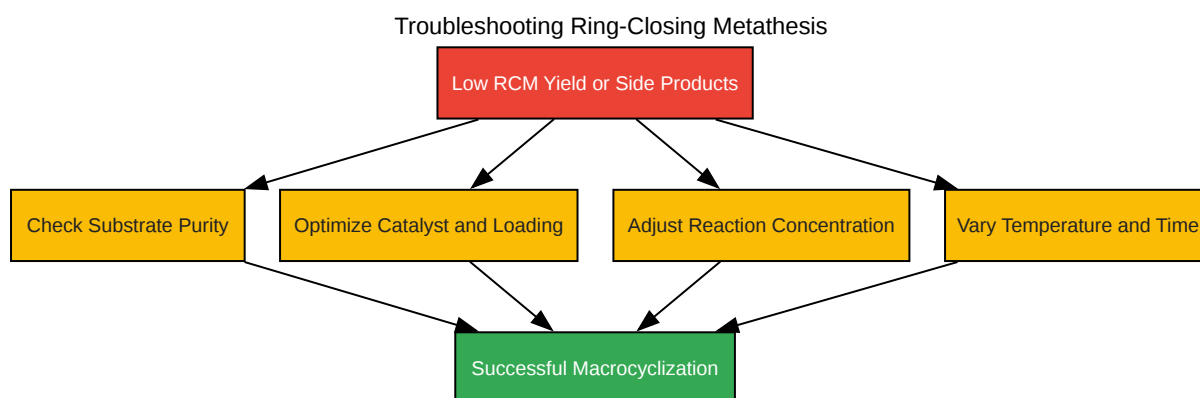 Troubleshooting Ring-Closing Metathesis
Low RCM Yield or Side Products
Check Substrate Purity
Optimize Catalyst and Loading
Adjust Reaction Concentration
Vary Temperature and Time
Successful Macrocyclization